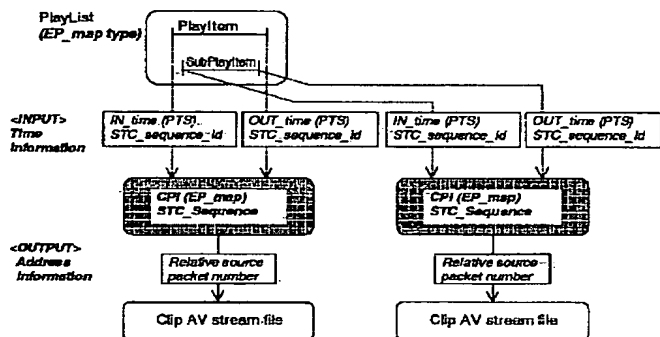 PlayList
(EP_map type)
PlayItem
SubPlayItem
<INPUT>
Time
Information
IN_time (PTS)
STC_sequence_id
OUT_time (PTS)
STC_sequence_id
IN_time (PTS)
STC_sequence_id
OUT_time (PTS)
STC_sequence_id
CPI (EP_map)
STC_Sequence
CPI (EP_map)
STC_Sequence
<OUTPUT>
Address
Information
Relative source
packet number
Relative source
packet number
Clip AV stream file
Clip AV stream file